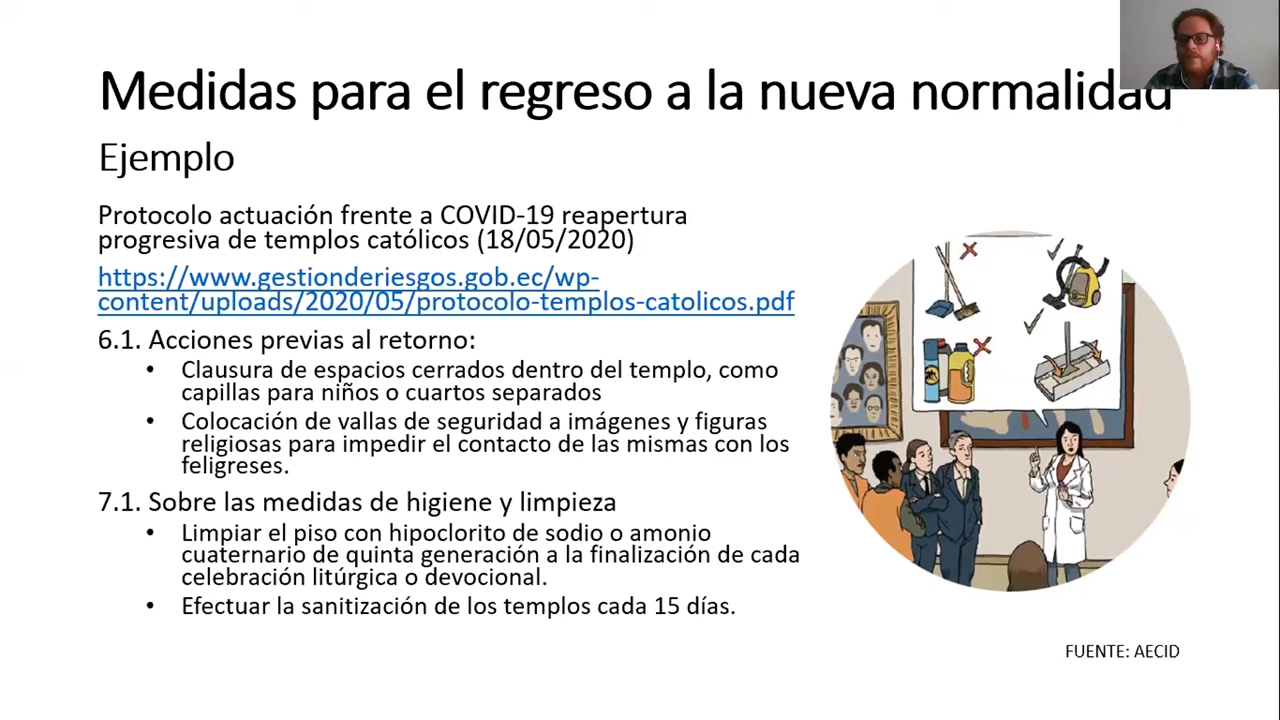 Medidas para el regreso a la nueva normalidad
Ejemplo
Protocolo actuación frente a COVID-19 reapertura
progresiva de templos católicos (18/05/2020)
https://www.gestionderiesgos.gob.ec/wp-
content/uploads/2020/05/protocolo-templos-catolicos.pdf
6.1. Acciones previas al retorno:
• Clausura de espacios cerrados dentro del templo, como
capillas para niños o cuartos separados
• Colocación de vallas de seguridad a imágenes y figuras
religiosas para impedir el contacto de las mismas con los
feligreses.
7.1. Sobre las medidas de higiene y limpieza
• Limpiar el piso con hipoclorito de sodio o amonio
cuaternario de quinta generación a la finalización de cada
celebración litúrgica o devocional.
• Efectuar la sanitización de los templos cada 15 días.
FUENTE: AECID